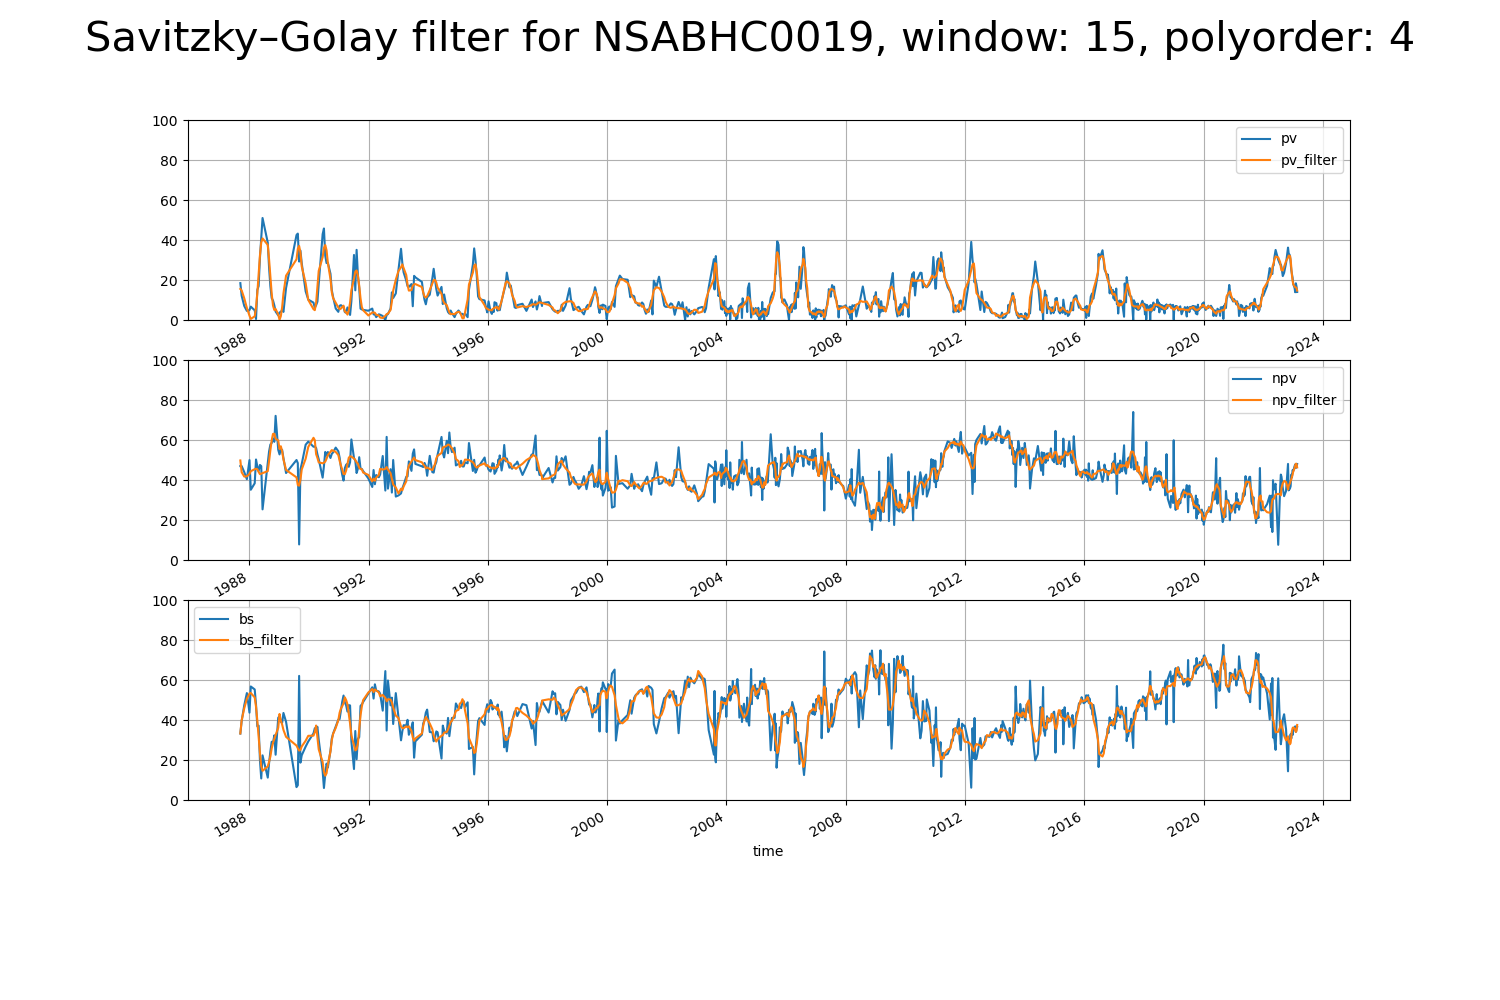 Savitzky–Golay filter for NSABHC0019, window: 15, polyorder: 4
100
80
60
40
20
0
pv
pv_filter
1988 1992 1996 2000 2004 2008 2012 2016 2020 2024
100
80
60
40
20
0
npv
npv_filter
1988 1992 1996 2000 2004 2008 2012 2016 2020 2024
100
80
60
40
20
0
bs
bs_filter
1988 1992 1996 2000 2004 2008 2012 2016 2020 2024
time